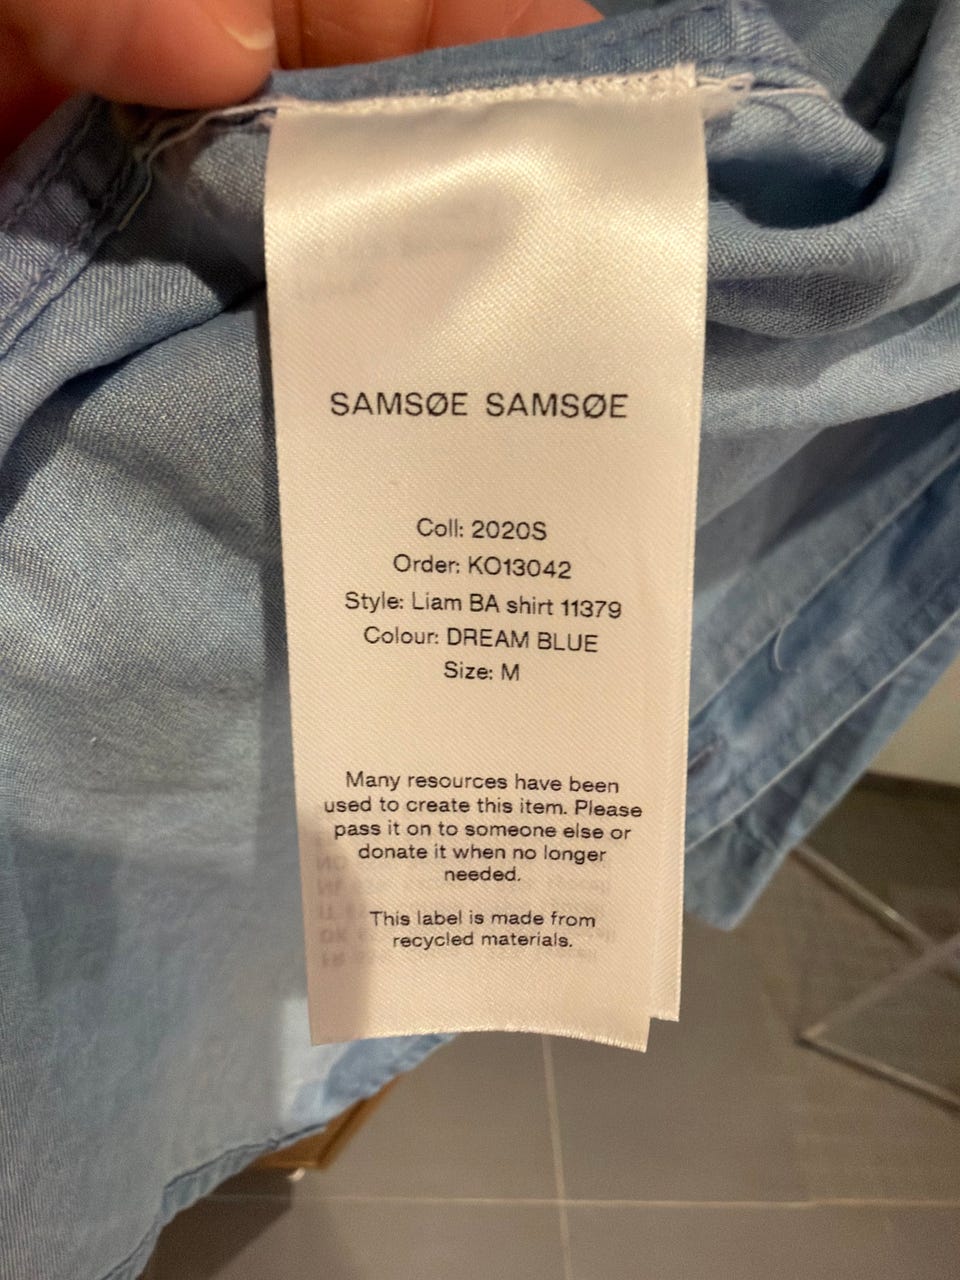 SAMSØE SAMSØE
Coll: 2020S
Order: KO13042
Style: Liam BA shirt 11379
Colour: DREAM BLUE
Size: M
Many resources have been
used to create this item. Please
pass it on to someone else or
donate it when no longer
needed.
This label is made from
recycled materials.